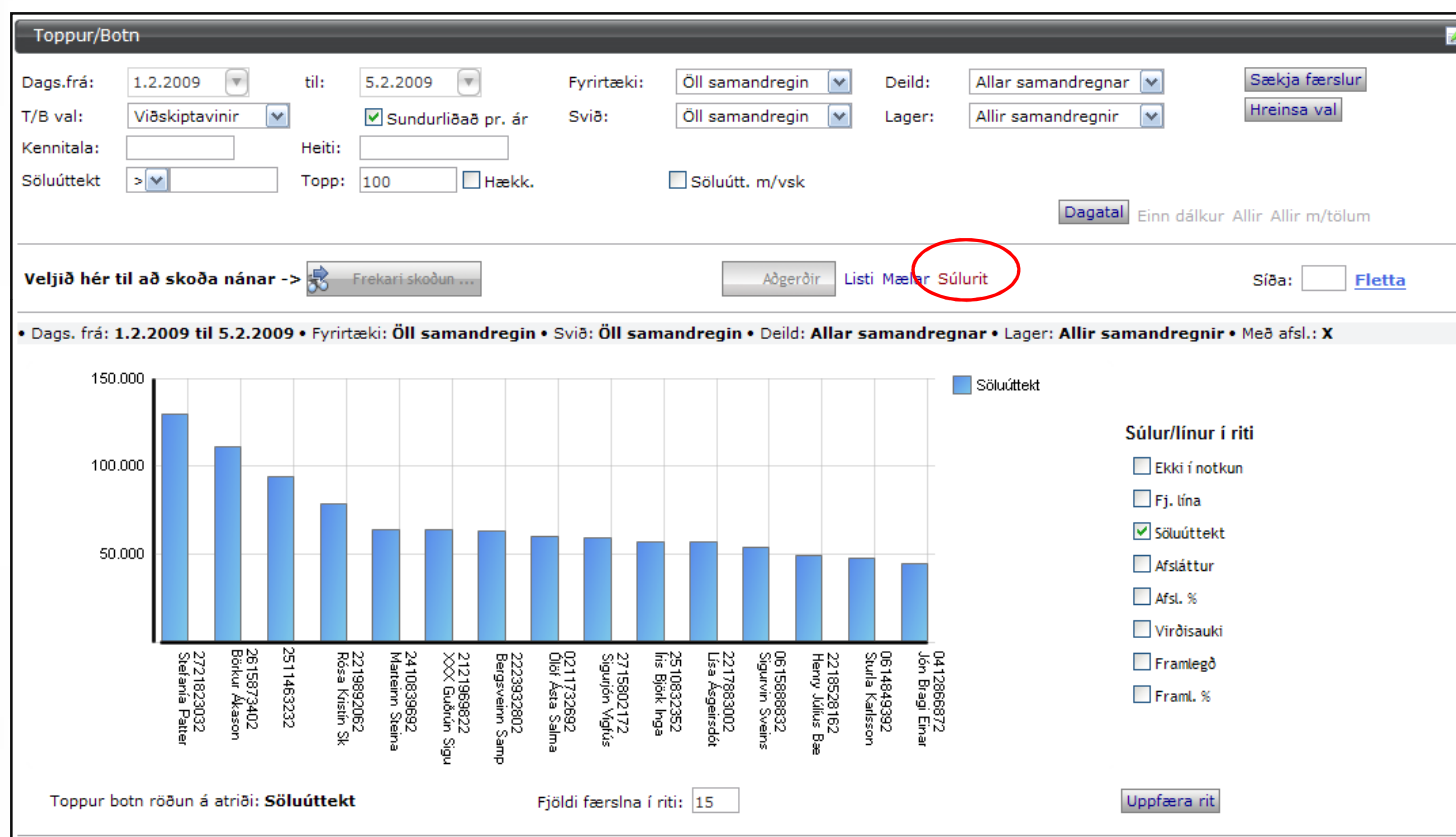 Toppur/Botn
Dags.frá: 1.2.2009 til: 5.2.2009 Fyrirtæki: Öll samandregin Deild: Allar samandregnar Sækja færslur
T/B val: Viðskiptavinir Sundurliðað pr. ár Svið: Öll samandregin Lager: Allir samandregnir Hreinsa val
Kennitala: Heiti:
Söluúttekt > Topp: 100 Hækk. Söluútt. m/vsk
Dagatal Einn dálkur Allir Allir m/tölum
Veljið hér til að skoða nánar -> Frekari skoðun ... Aðgerðir Listi Mælar Súlurit Síða: Fletta
• Dags. frá: 1.2.2009 til 5.2.2009 • Fyrirtæki: Öll samandregin • Svið: Öll samandregin • Deild: Allar samandregnar • Lager: Allir samandregnir • Með afsl.: X
150.000
100.000
50.000
Söluúttekt
Súlur/línur í riti
Ekki í notkun
Fj. lína
Söluúttekt
Afsláttur
Afsl. %
Virðisauki
Framlegð
Framl. %
2721823032
Stefanía Patter
2615873402
Börkur Ákason
2511463232
2219892062
Rósa Kristín Sk
2410839692
Marteinn Steina
2121969822
XXX Guðrún Sigu
2223932802
Bergsveinn Samp
0211732692
Ólöf Ásta Salma
2715802172
Sigurjón Vigfús
2510832352
Íris Björk Inga
2217883002
Lísa Ásgeirsdót
0615888832
Sigurvin Sveins
2218528162
Henry Júlíus Bæ
0614849392
Sturla Karlsson
0412866872
Jón Bragi Einar
Toppur botn röðun á atriði: Söluúttekt Fjöldi færslna í riti: 15 Uppfæra rit